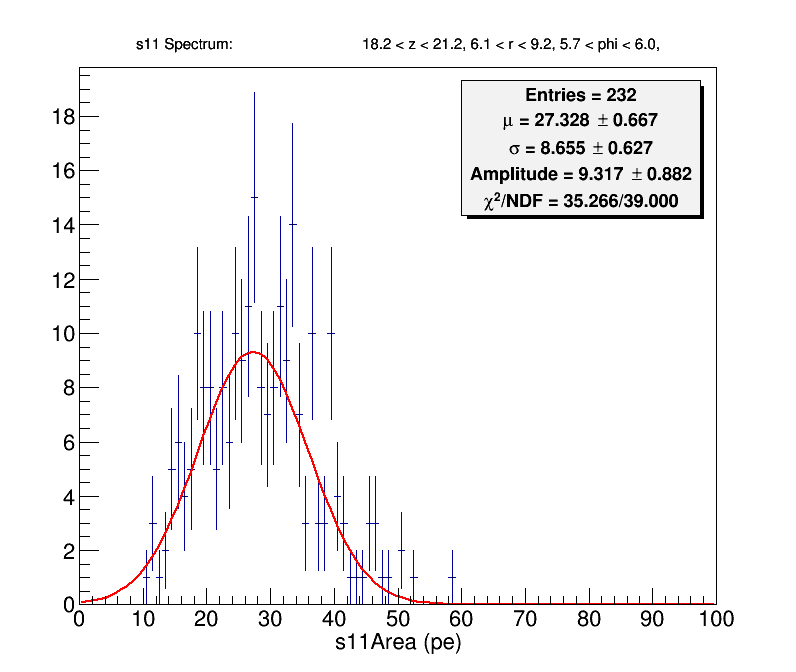 s11 Spectrum: 18.2 < z < 21.2, 6.1 < r < 9.2, 5.7 < phi < 6.0,
Entries = 232
μ = 27.328 ± 0.667
σ = 8.655 ± 0.627
Amplitude = 9.317 ± 0.882
χ²/NDF = 35.266/39.000
18
16
14
12
10
8
6
4
2
0
0 10 20 30 40 50 60 70 80 90 100
s11Area (pe)